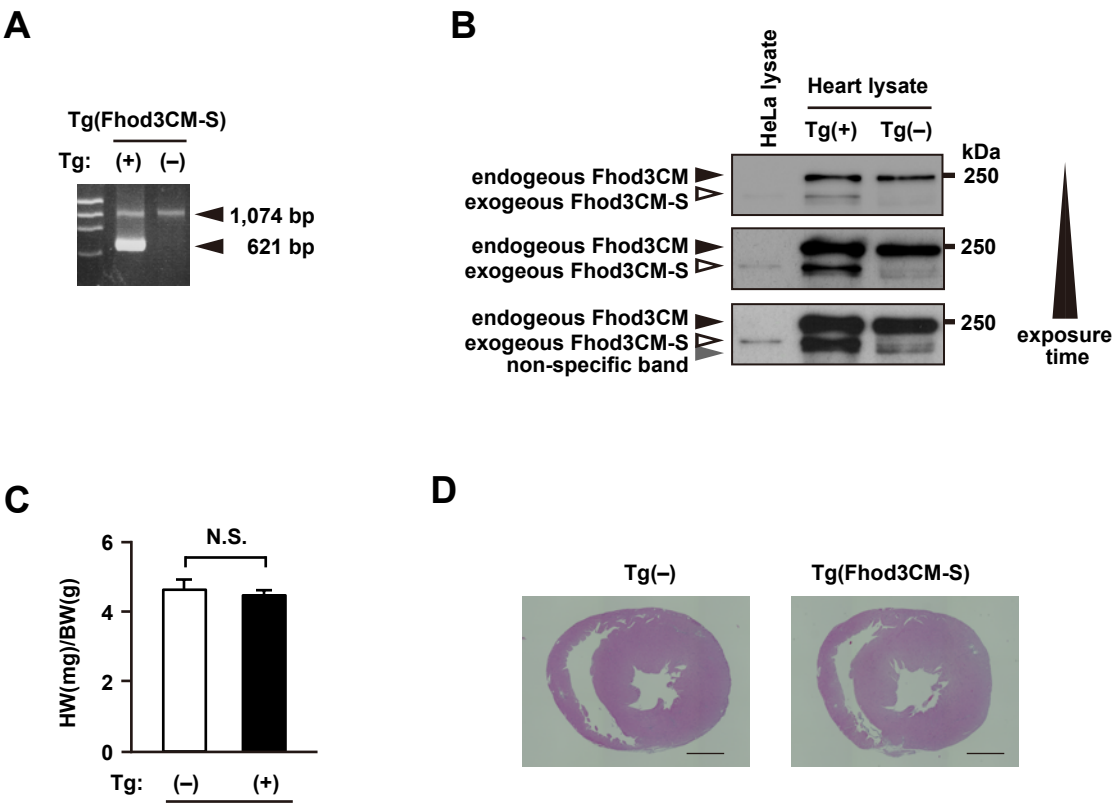 A
Tg(Fhod3CM-S)
Tg: (+) (–)
1,074 bp
621 bp
B
HeLa lysate
Heart lysate
Tg(+) Tg(–)
kDa
endogeous Fhod3CM
exogeous Fhod3CM-S
250
endogeous Fhod3CM
exogeous Fhod3CM-S
250
endogeous Fhod3CM
exogeous Fhod3CM-S
non-specific band
250
exposure
time
C
N.S.
HW(mg)/BW(g)
6
4
2
0
Tg: (–) (+)
D
Tg(–)
Tg(Fhod3CM-S)